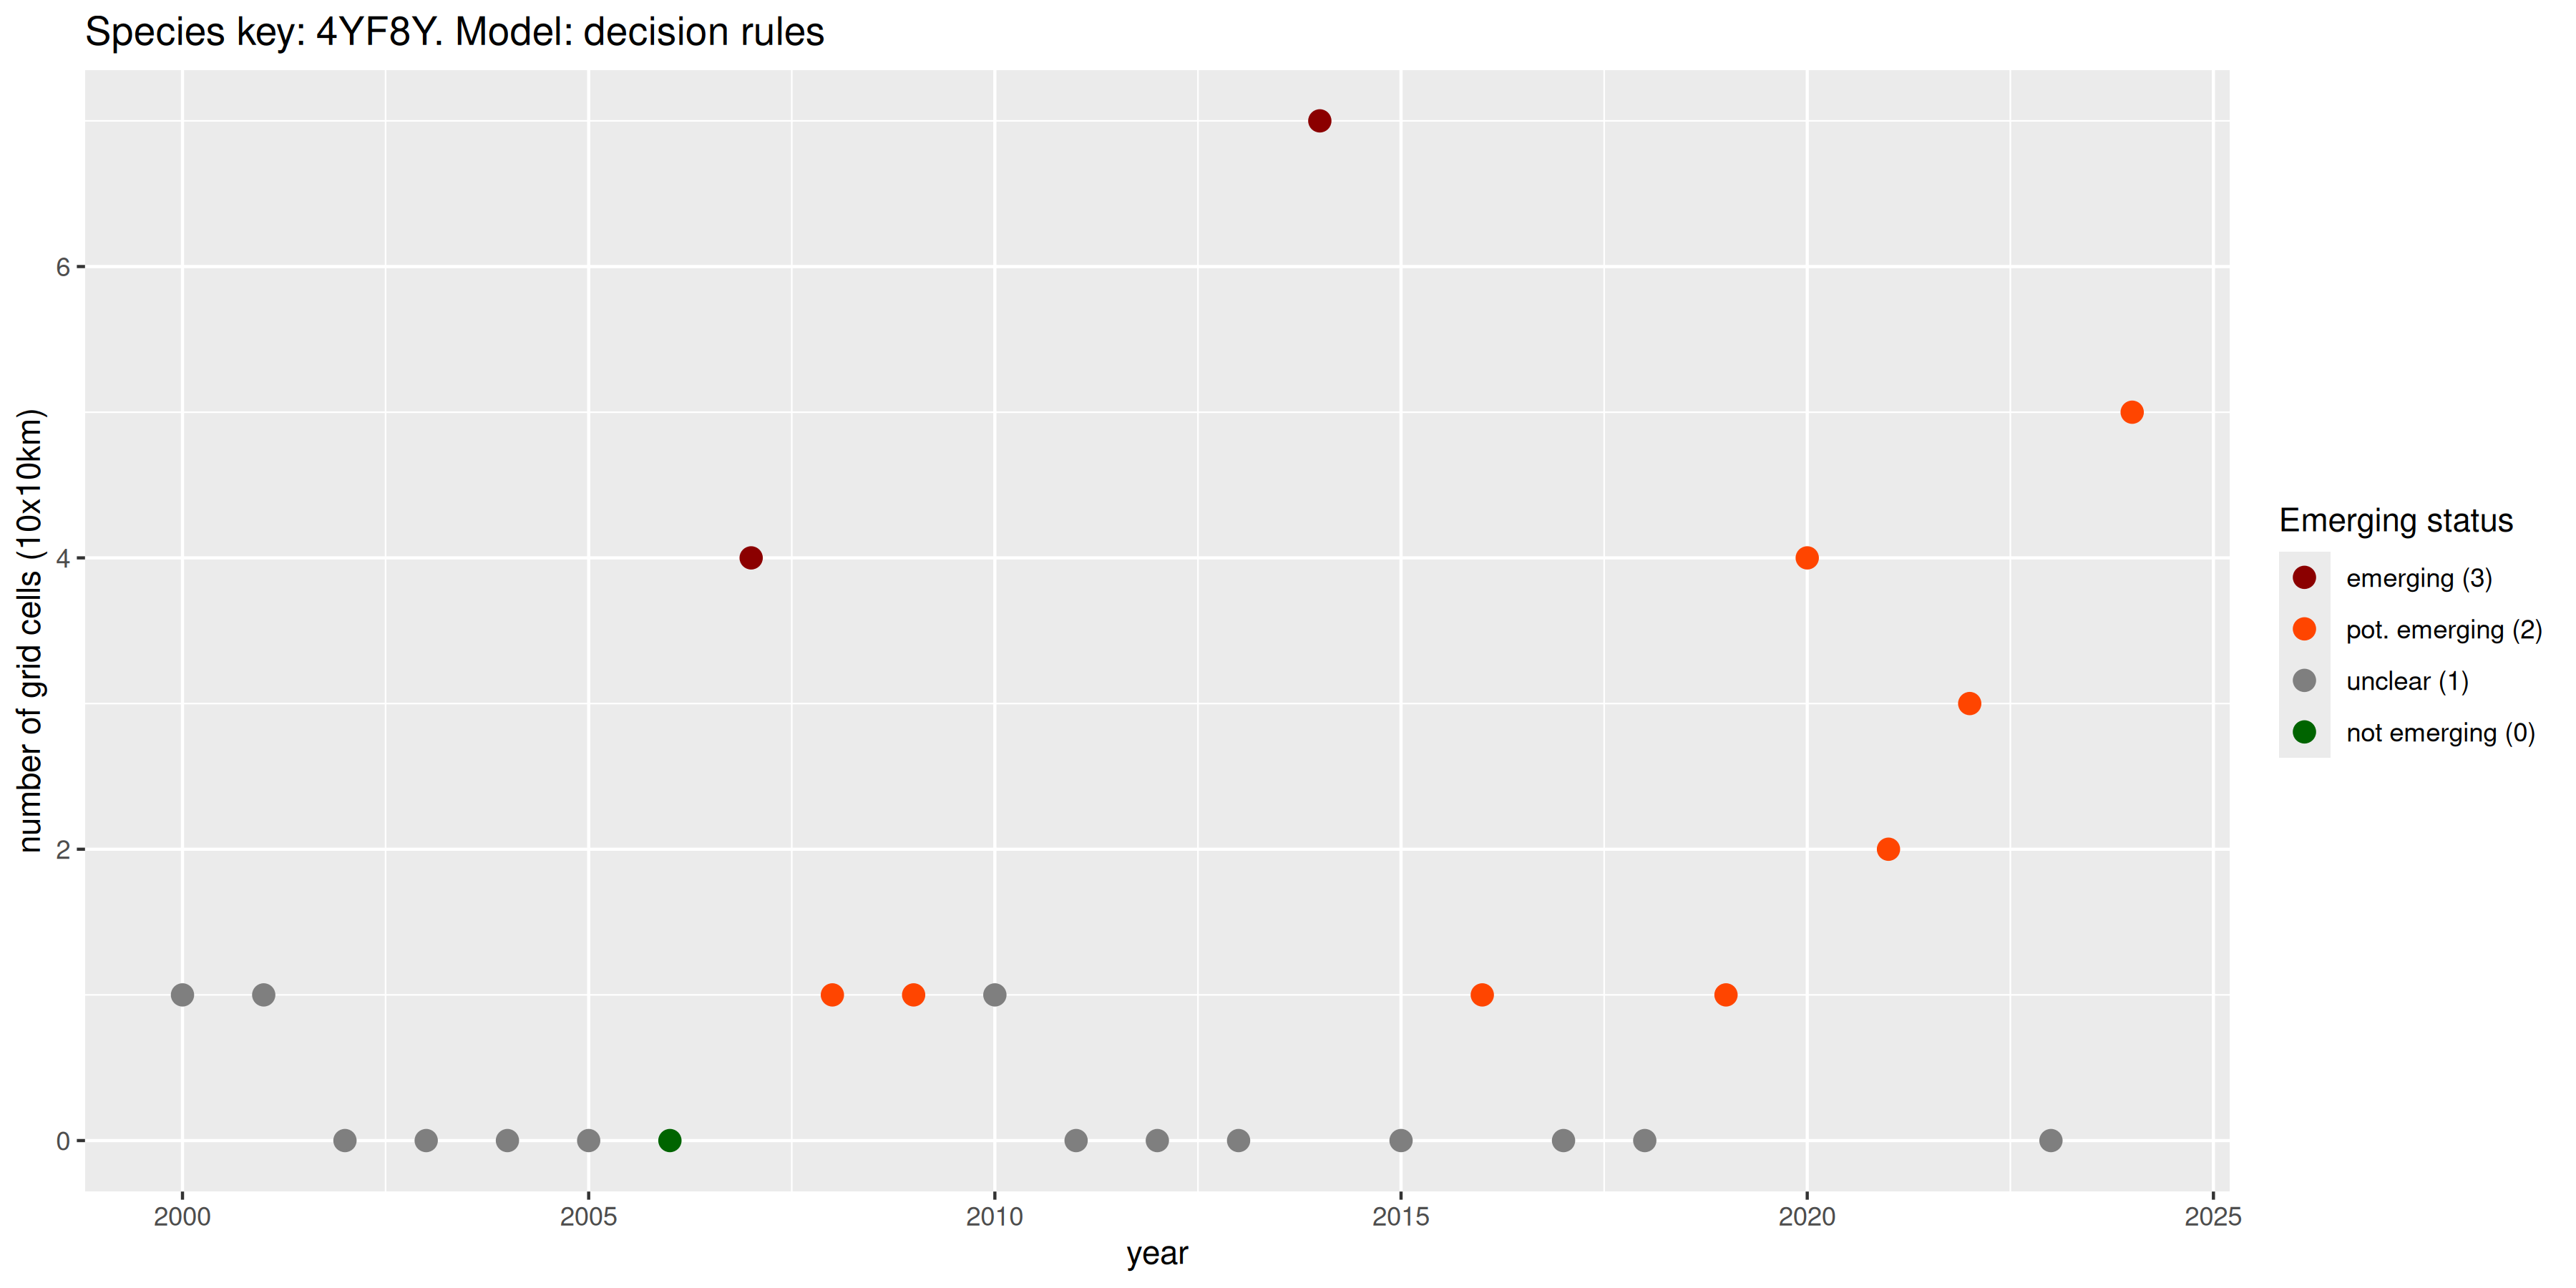 Species key: 4YF8Y. Model: decision rules
number of grid cells (10x10km)
6
4
2
0
2000
2005
2010
2015
2020
2025
year
Emerging status
emerging (3)
pot. emerging (2)
unclear (1)
not emerging (0)